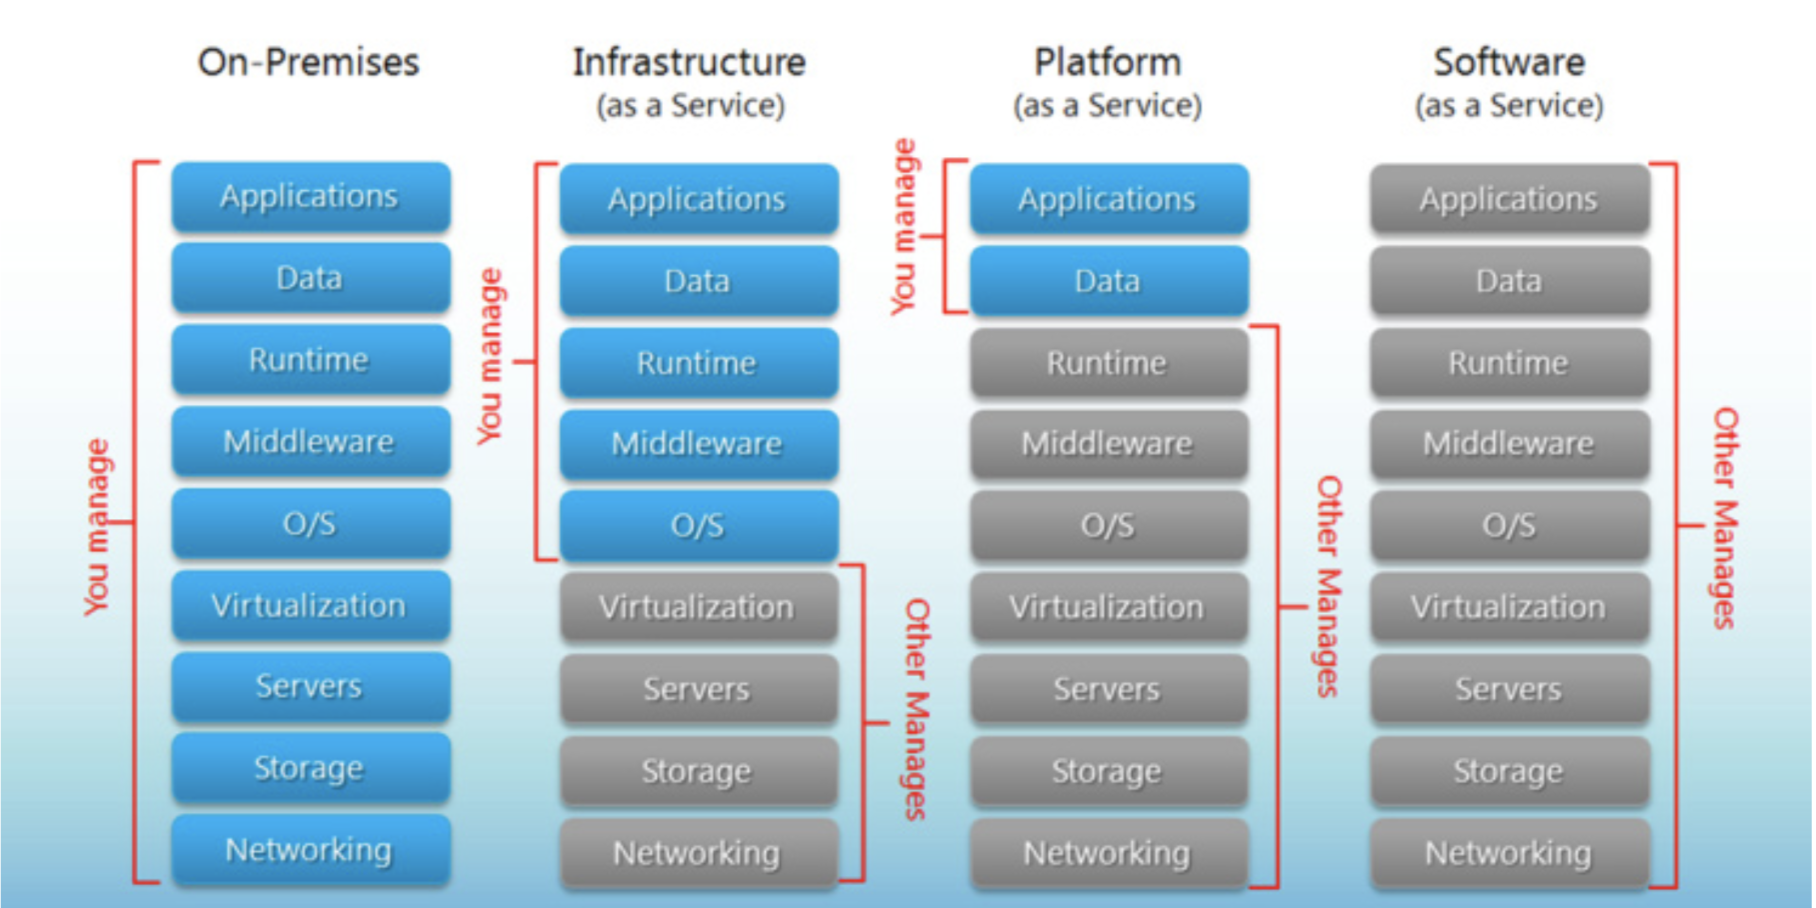 On-Premises
You manage
Applications
Data
Runtime
Middleware
O/S
Virtualization
Servers
Storage
Networking
Infrastructure
(as a Service)
You manage
Applications
Data
Runtime
Middleware
O/S
Virtualization
Servers
Storage
Networking
Other Manages
Platform
(as a Service)
You manage
Applications
Data
Runtime
Middleware
O/S
Virtualization
Servers
Storage
Networking
Other Manages
Software
(as a Service)
Applications
Data
Runtime
Middleware
O/S
Virtualization
Servers
Storage
Networking
Other Manages